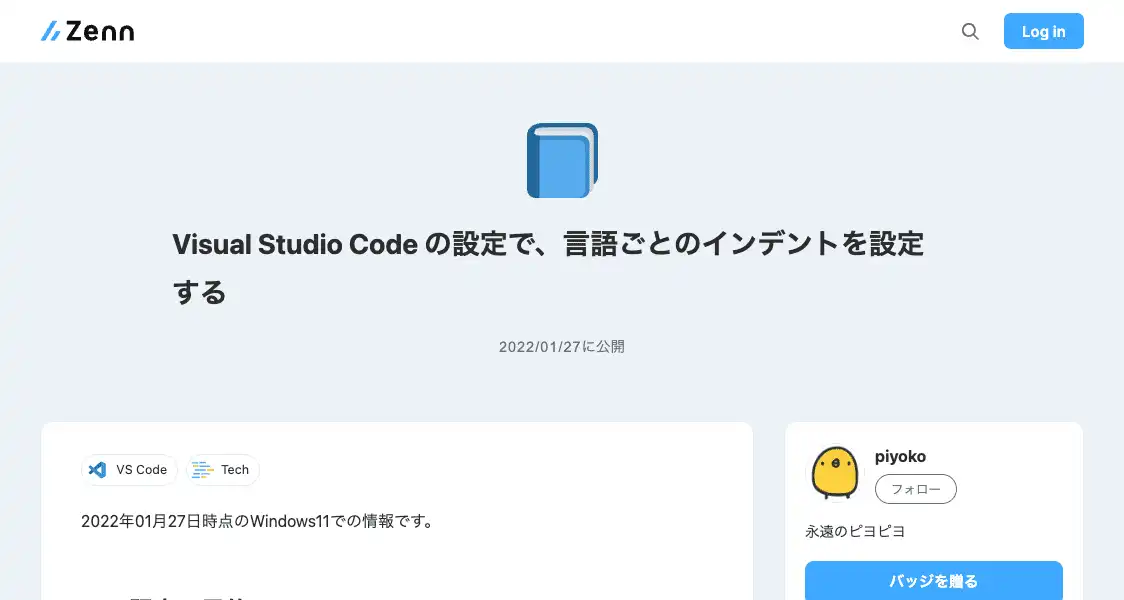 Zenn
Log in
Visual Studio Code の設定で、言語ごとのインデントを設定
する
2022/01/27に公開
VS Code
Tech
2022年01月27日時点のWindows11での情報です。
piyoko
フォロー
永遠のピヨピヨ
バッジを贈る